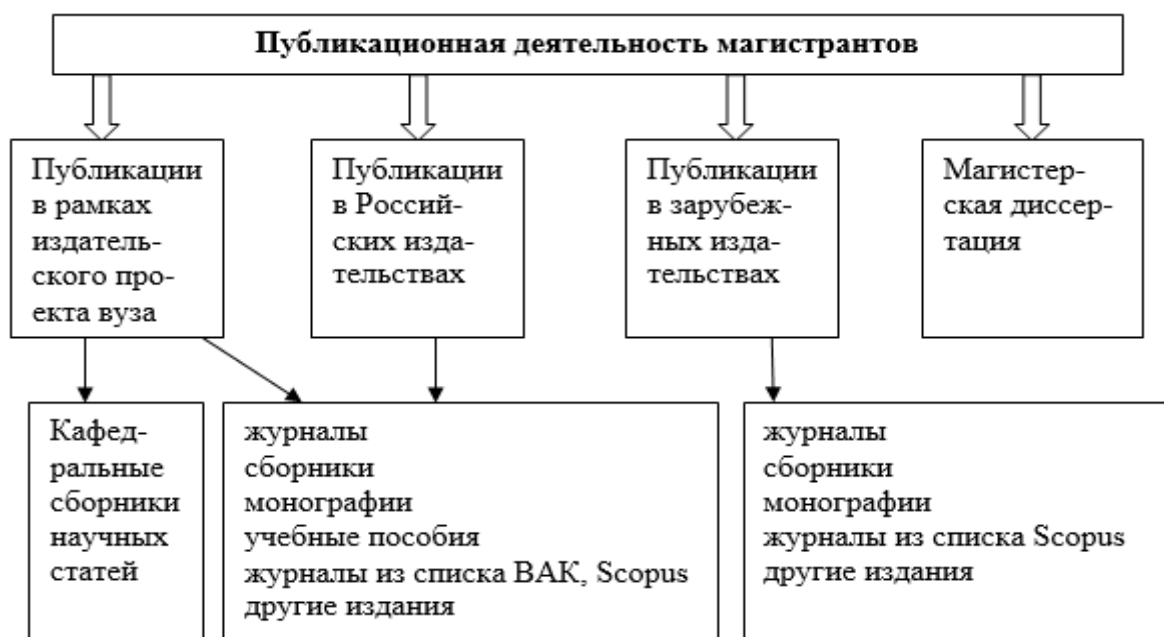 Публикационная деятельность магистрантов
Публикации
в рамках
издатель-
ского про-
екта вуза
Публикации
в Россий-
ских изда-
тельствах
Публикации
в зарубеж-
ных изда-
тельствах
Магистер-
ская диссер-
тация
Кафед-
ральные
сборники
научных
статей
журналы
сборники
монографии
учебные пособия
журналы из списка ВАК, Scopus
другие издания
журналы
сборники
монографии
журналы из списка Scopus
другие издания